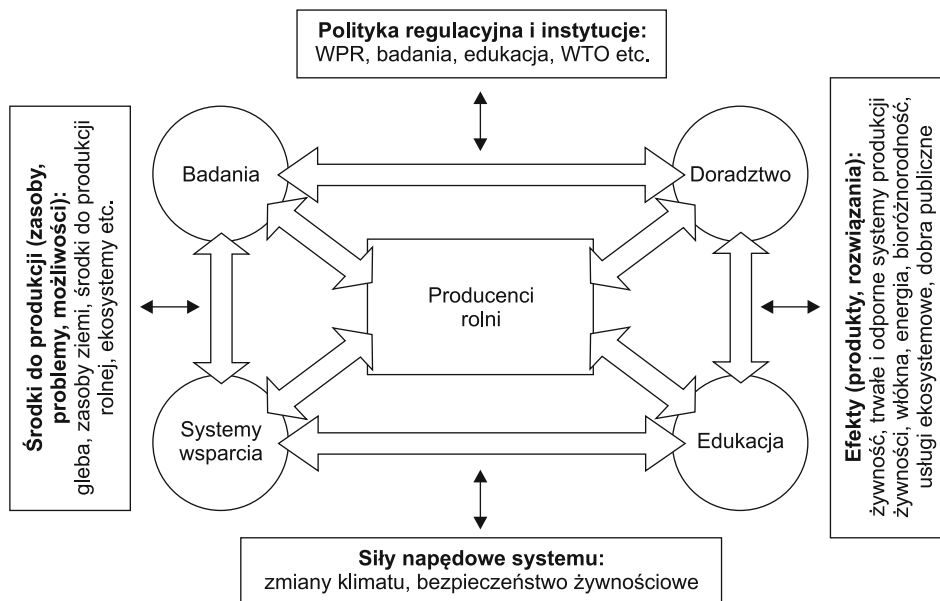 Polityka regulacyjna i instytucje:
WPR, badania, edukacja, WTO etc.
Środki do produkcji (zasoby,
problemy, możliwości):
gleba, zasoby ziemi, środki do produkcji
rolnej, ekosystemy etc.
Badania
Doradztwo
Producenci
rolni
Systemy
wsparcia
Edukacja
Efekty (produkty, rozwiązania):
żywność, trwałe i odporne systemy produkcji
żywności, włókna, energia, bioróżnorodność,
usługi ekosystemowe, dobra publiczne
Siły napędowe systemu:
zmiany klimatu, bezpieczeństwo żywnościowe